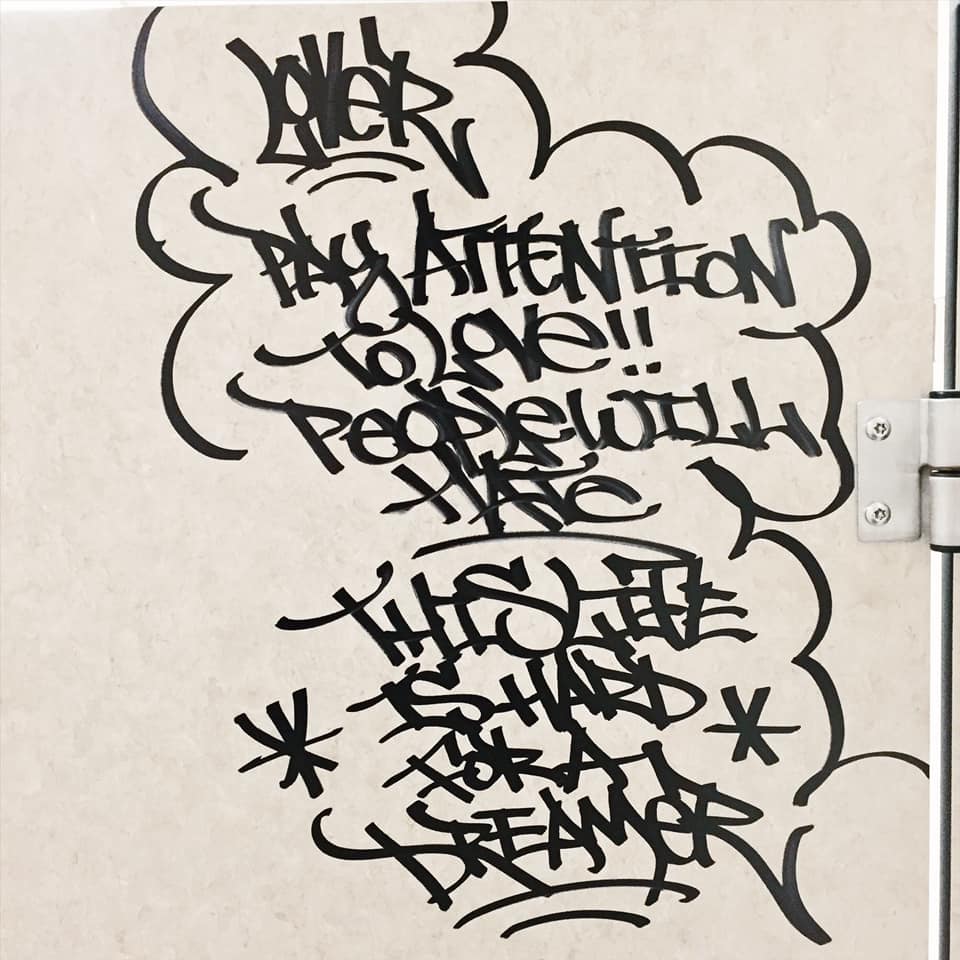 LOVER
PAY ATTENTION
TO LOVE!!
PEOPLE WILL
HATE
THIS LIFE
IS HARD
FOR A
DREAMER